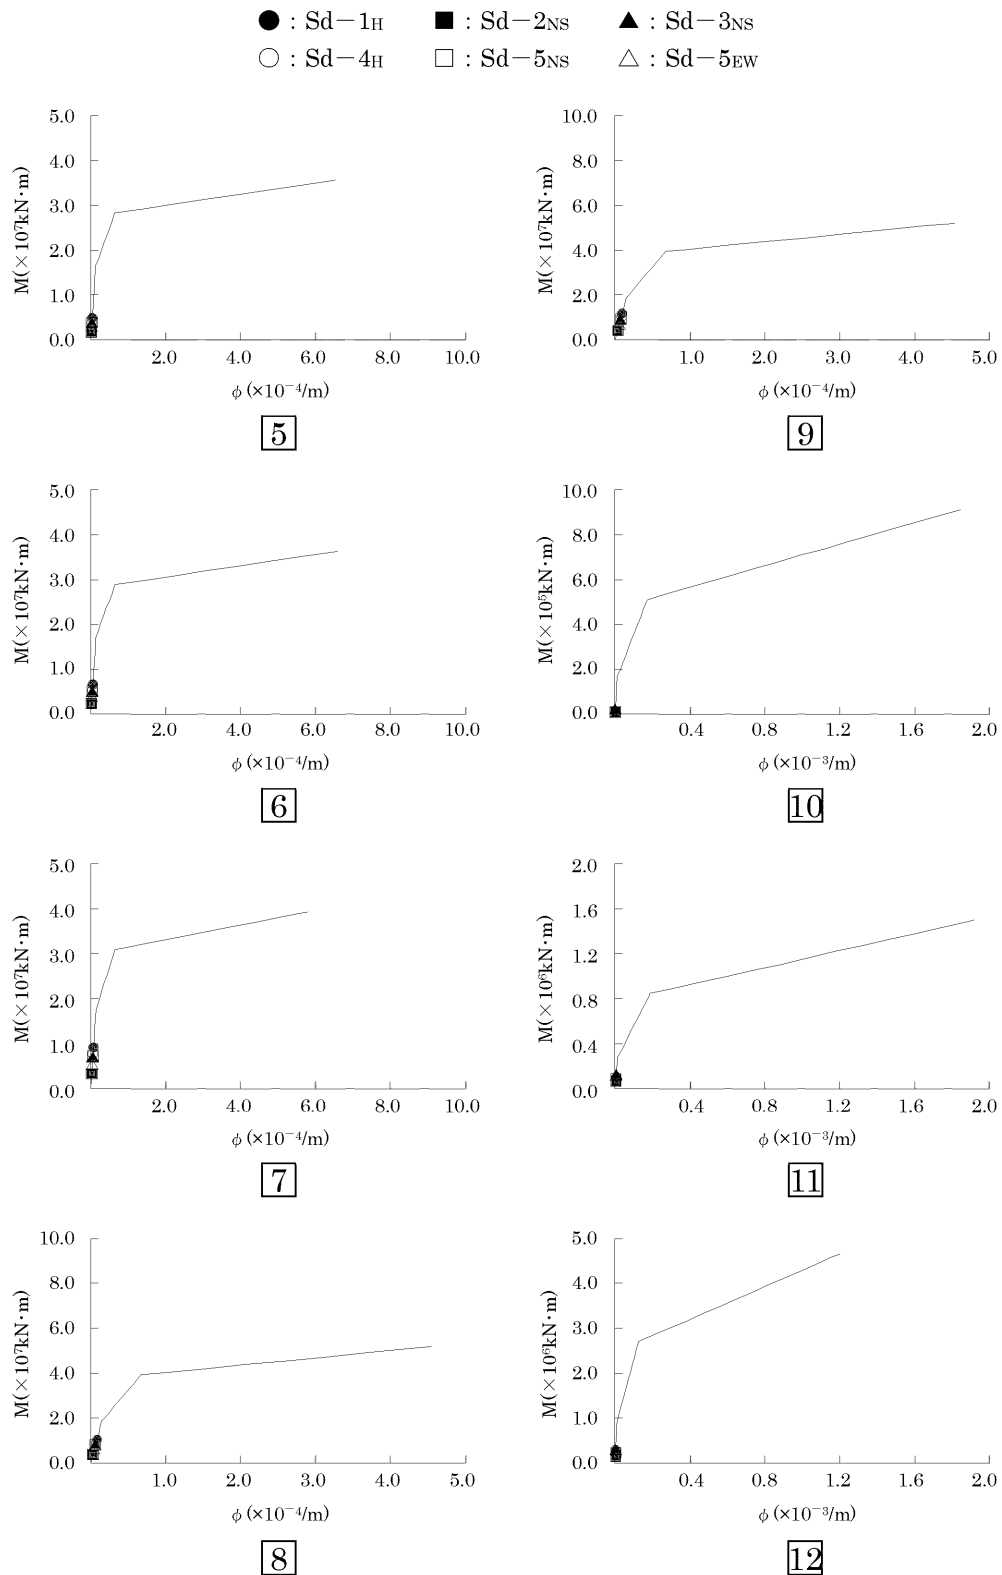 ● : Sd－1H ■ : Sd－2NS ▲ : Sd－3NS
○ : Sd－4H □ : Sd－5NS △ : Sd－5EW
5.0
4.0
3.0
2.0
1.0
0.0
M(×10⁷kN·m)
2.0 4.0 6.0 8.0 10.0
φ (×10⁻⁴/m)
5
10.0
8.0
6.0
4.0
2.0
0.0
M(×10⁷kN·m)
1.0 2.0 3.0 4.0 5.0
φ (×10⁻⁴/m)
9
5.0
4.0
3.0
2.0
1.0
0.0
M(×10⁷kN·m)
2.0 4.0 6.0 8.0 10.0
φ (×10⁻⁴/m)
6
10.0
8.0
6.0
4.0
2.0
0.0
M(×10⁵kN·m)
0.4 0.8 1.2 1.6 2.0
φ (×10⁻³/m)
10
5.0
4.0
3.0
2.0
1.0
0.0
M(×10⁷kN·m)
2.0 4.0 6.0 8.0 10.0
φ (×10⁻⁴/m)
7
2.0
1.6
1.2
0.8
0.4
0.0
M(×10⁶kN·m)
0.4 0.8 1.2 1.6 2.0
φ (×10⁻³/m)
11
10.0
8.0
6.0
4.0
2.0
0.0
M(×10⁷kN·m)
1.0 2.0 3.0 4.0 5.0
φ (×10⁻⁴/m)
8
5.0
4.0
3.0
2.0
1.0
0.0
M(×10⁶kN·m)
0.4 0.8 1.2 1.6 2.0
φ (×10⁻³/m)
12